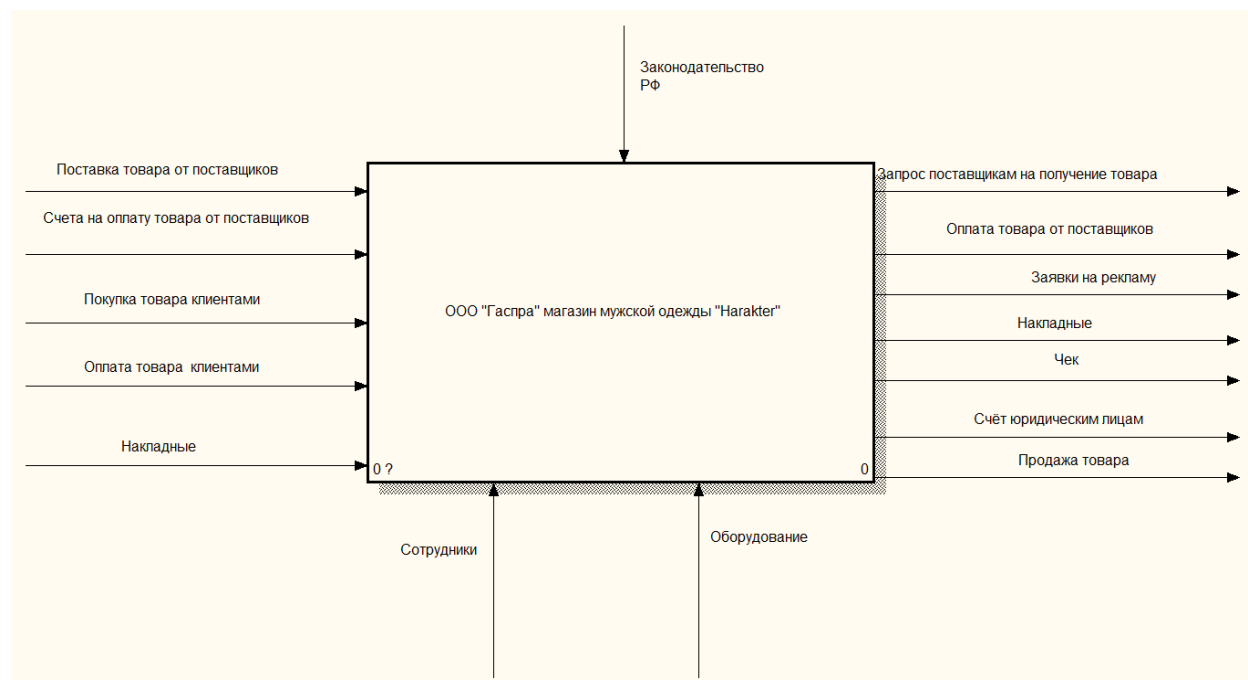 Законодательство
РФ
Поставка товара от поставщиков
Счета на оплату товара от поставщиков
Покупка товара клиентами
Оплата товара  клиентами
Накладные
ООО "Гаспра" магазин мужской одежды "Harakter"
0 ?
0
Запрос поставщикам на получение товара
Оплата товара от поставщиков
Заявки на рекламу
Накладные
Чек
Счёт юридическим лицам
Продажа товара
Сотрудники
Оборудование